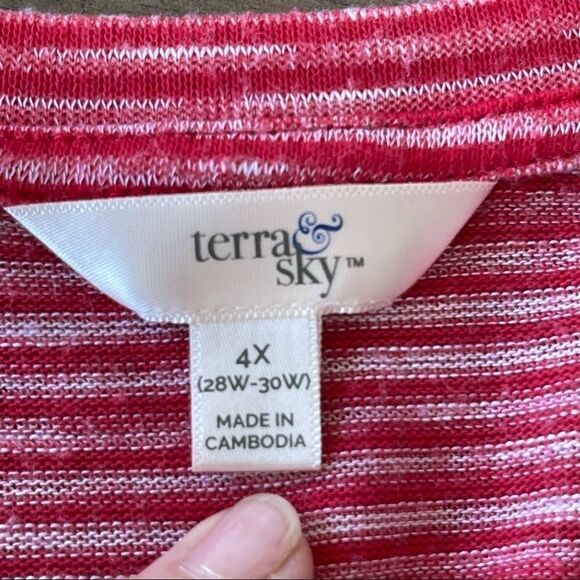 terra &
sky™
4X
(28W-30W)
MADE IN
CAMBODIA